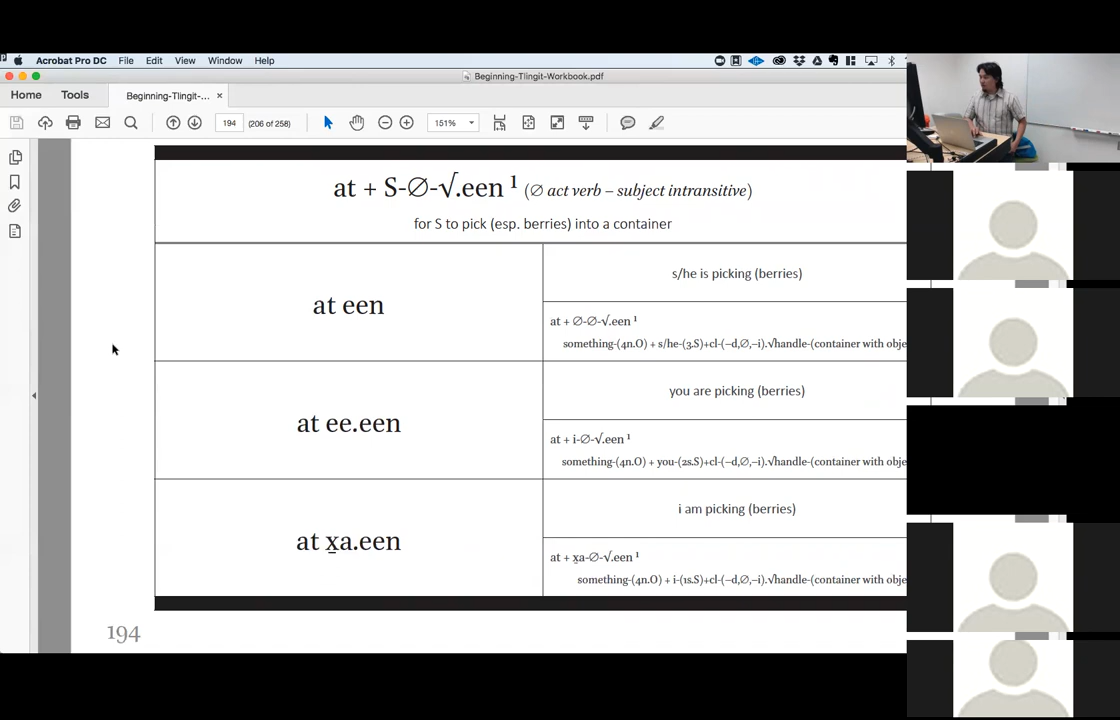 Acrobat Pro DC File Edit View Window Help
Beginning-Tlingit-Workbook.pdf
Home Tools Beginning-Tlingit-... ×
194 (206 of 258) 151%
at + S-∅-√.een ¹ (∅ act verb – subject intransitive)
for S to pick (esp. berries) into a container
at een
s/he is picking (berries)
at + ∅-∅-√.een ¹
something-(4n.O) + s/he-(3.S)+cl-(–d,∅,–i).√handle-(container with obje
at ee.een
you are picking (berries)
at + i-∅-√.een ¹
something-(4n.O) + you-(2s.S)+cl-(–d,∅,–i).√handle-(container with obje
at x̲a.een
i am picking (berries)
at + x̲a-∅-√.een ¹
something-(4n.O) + i-(1s.S)+cl-(–d,∅,–i).√handle-(container with obje
194